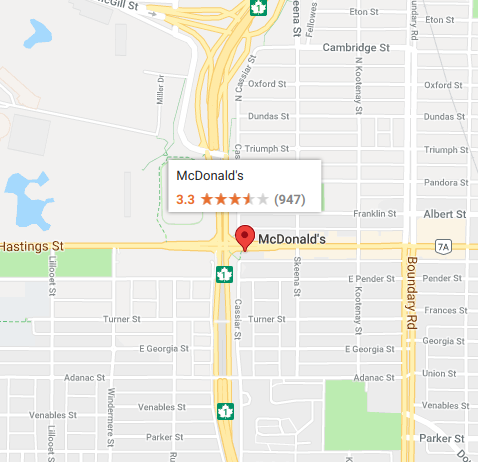 McGill St
1
Skeena St
Fellowes
Eton St
Boundary Rd
Cambridge St
N Cassiar St
Oxford St
N Kootenay St
Oxford St
Miller Dr
Dundas St
Dundas St
Triumph St
Triumph St
McDonald's
3.3 (947)
Pandora St
Franklin St
Albert St
Hastings St
McDonald's
7A
Lillooet St
1
Skeena St
E Pender St
E Pender St
Boundary Rd
Kootenay St
Cassiar St
Frances St
Turner St
Turner St
Georgia St
E Georgia St
E Georgia St
Adanac St
Adanac St
Union St
Windermere St
Venables St
Venables St
Venables St
1
Lillooet St
Parker St
Parker St